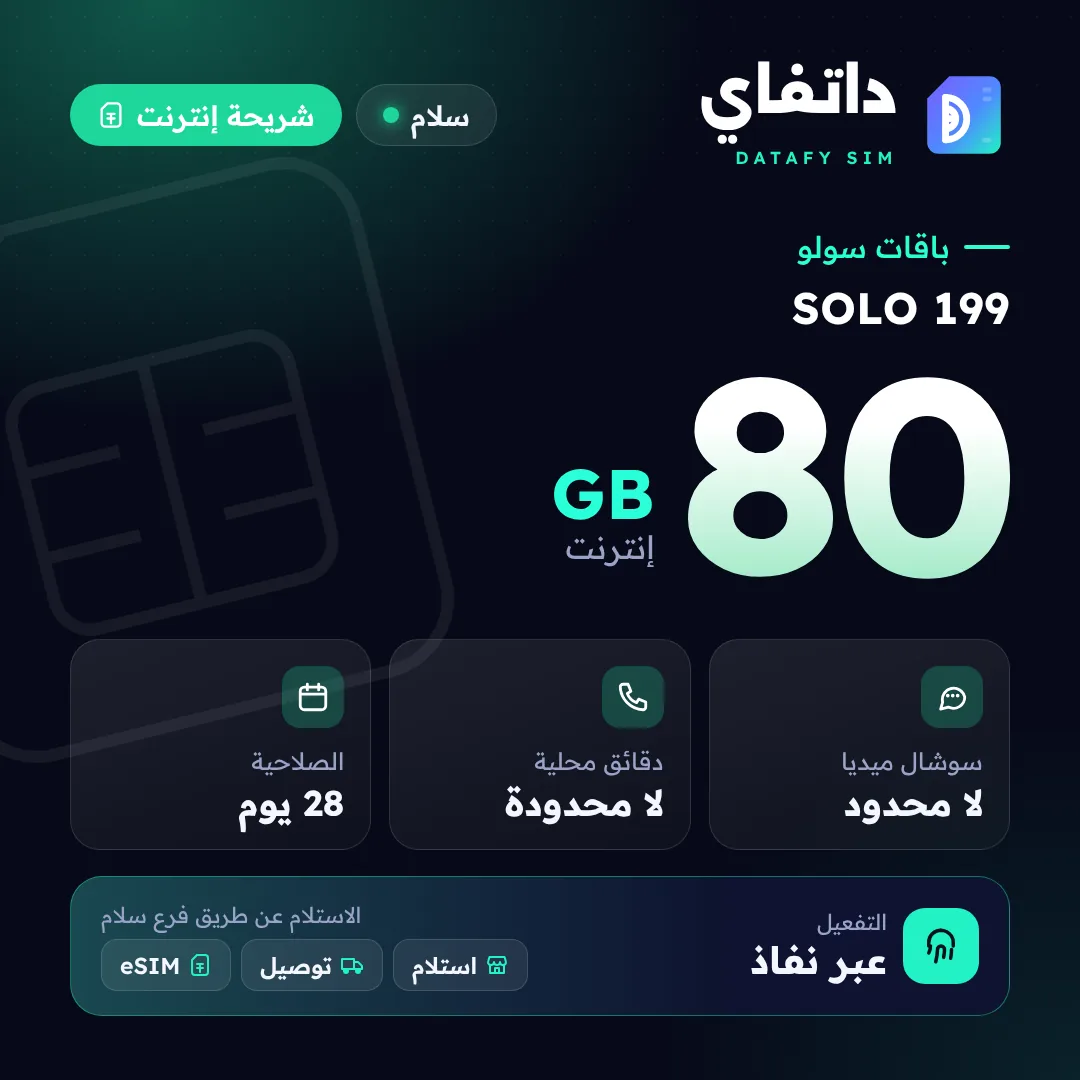 داتفاي
DATAFY SIM
سلام
شريحة إنترنت
باقات سولو
SOLO 199
80
GB
إنترنت
سوشال ميديا
لا محدود
دقائق محلية
لا محدودة
الصلاحية
28 يوم
التفعيل
عبر نفاذ
الاستلام عن طريق فرع سلام
استلام
توصيل
eSIM